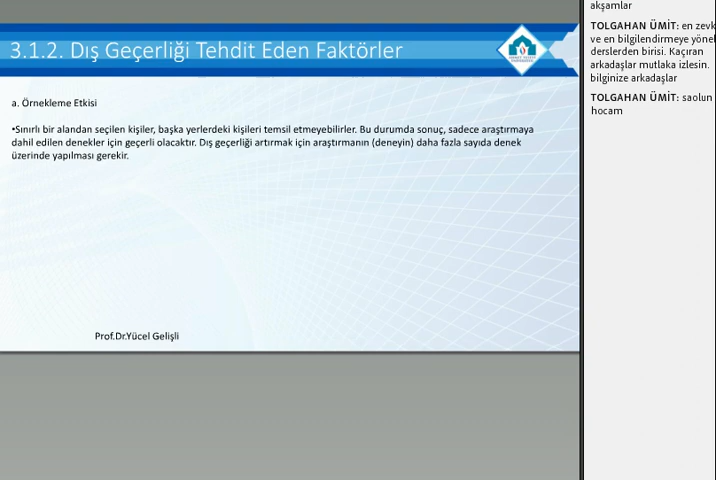 3.1.2. Dış Geçerliği Tehdit Eden Faktörler
a. Örnekleme Etkisi
•Sınırlı bir alandan seçilen kişiler, başka yerlerdeki kişileri temsil etmeyebilirler. Bu durumda sonuç, sadece araştırmaya
dahil edilen denekler için geçerli olacaktır. Dış geçerliği artırmak için araştırmanın (deneyin) daha fazla sayıda denek
üzerinde yapılması gerekir.
Prof.Dr.Yücel Gelişli
akşamlar
TOLGAHAN ÜMİT: en zevk
ve en bilgilendirmeye yönel
derslerden birisi. Kaçıran
arkadaşlar mutlaka izlesin.
bilginize arkadaşlar
TOLGAHAN ÜMİT: saolun
hocam